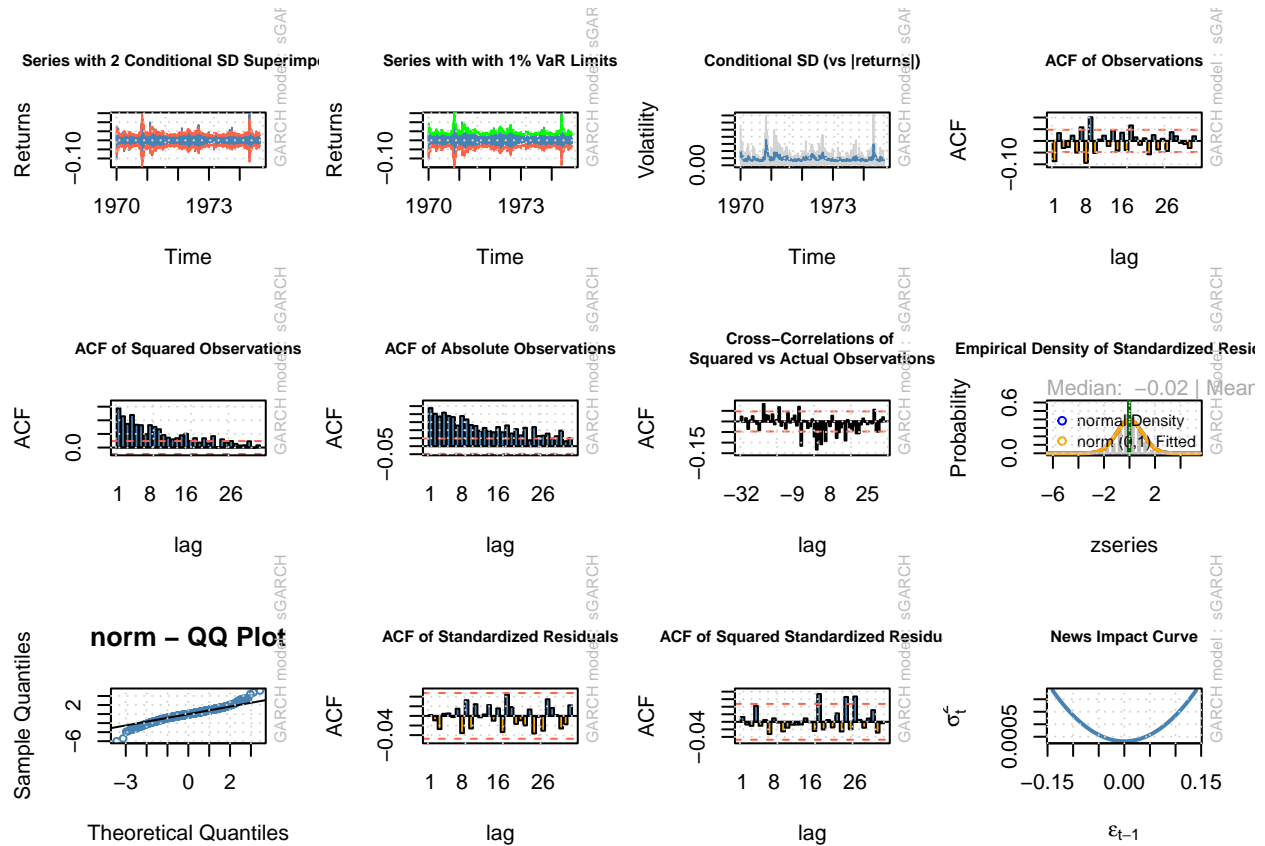 Series with 2 Conditional SD Superimp
Returns
−0.10
1970 1973
Time
GARCH model : sGAR
Series with with 1% VaR Limits
Returns
−0.10
1970 1973
Time
GARCH model : sGAR
Conditional SD (vs |returns|)
Volatility
0.00
1970 1973
Time
GARCH model : sGAR
ACF of Observations
ACF
−0.10
1 8 16 26
lag
GARCH model : sGAR
ACF of Squared Observations
ACF
0.0
1 8 16 26
lag
GARCH model : sGARCH
ACF of Absolute Observations
ACF
−0.05
1 8 16 26
lag
GARCH model : sGARCH
Cross−Correlations of
Squared vs Actual Observations
ACF
−0.15
−32 −9 8 25
lag
GARCH model : sGARCH
Empirical Density of Standardized Resid
Median: −0.02 | Mean
Probability
0.0 0.6
normal Density
norm (0,1) Fitted
−6 −2 2
zseries
GARCH model : sGARCH
norm − QQ Plot
Sample Quantiles
−6 2
−3 0 2
Theoretical Quantiles
GARCH model : sGARCH
ACF of Standardized Residuals
ACF
−0.04
1 8 16 26
lag
GARCH model : sGARCH
ACF of Squared Standardized Residu
ACF
−0.04
1 8 16 26
lag
GARCH model : sGARCH
News Impact Curve
0.0005
−0.15 0.00 0.15
εt−1
GARCH model : sGARCH